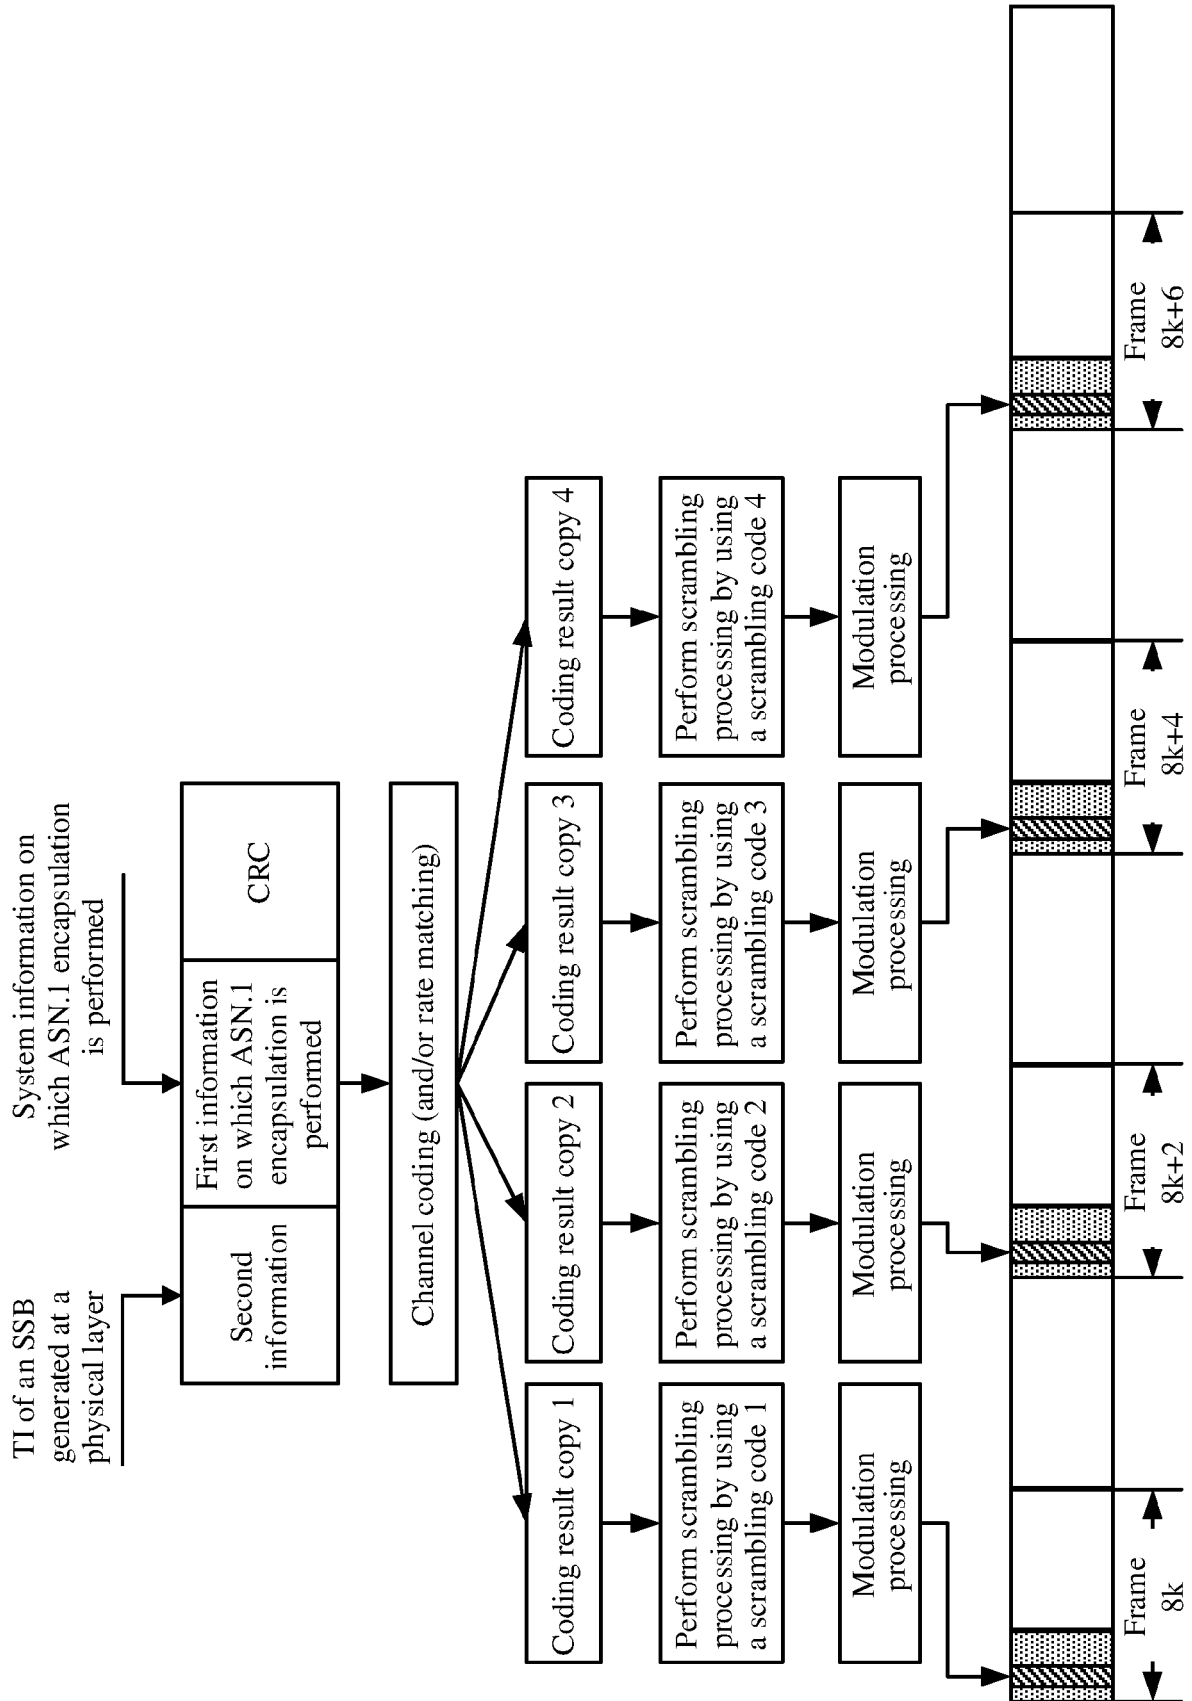 TI of an SSB
generated at a
physical layer
System information on
which ASN.1 encapsulation
is performed
Second
information
First information
on which ASN.1
encapsulation is
performed
CRC
Channel coding (and/or rate matching)
Coding result copy 1
Coding result copy 2
Coding result copy 3
Coding result copy 4
Perform scrambling
processing by using
a scrambling code 1
Perform scrambling
processing by using
a scrambling code 2
Perform scrambling
processing by using
a scrambling code 3
Perform scrambling
processing by using
a scrambling code 4
Modulation
processing
Modulation
processing
Modulation
processing
Modulation
processing
Frame
8k
Frame
8k+2
Frame
8k+4
Frame
8k+6